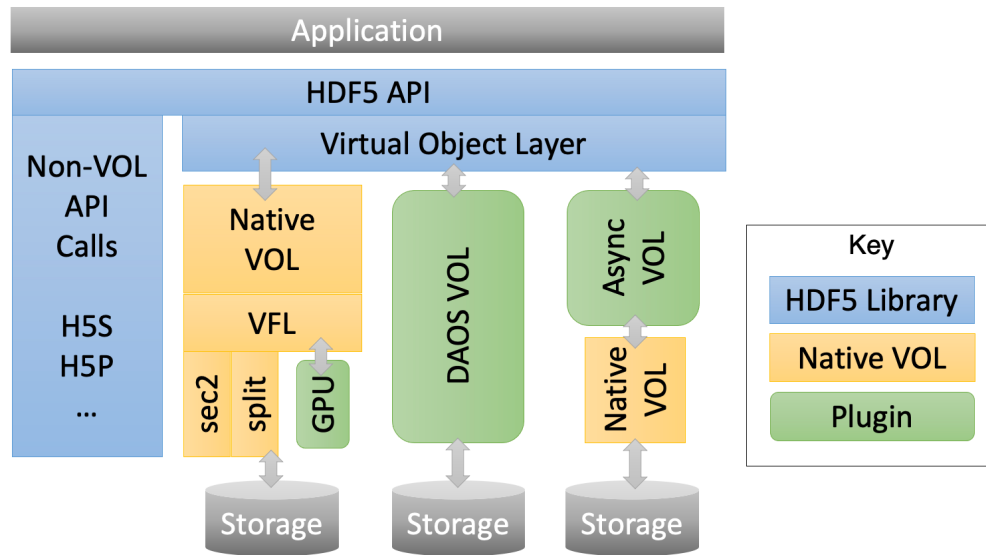 Application
HDF5 API
Virtual Object Layer
Non-VOL
API
Calls
H5S
H5P
...
Native
VOL
VFL
sec2
split
GPU
DAOS VOL
Async
VOL
Native
VOL
Storage
Storage
Storage
Key
HDF5 Library
Native VOL
Plugin